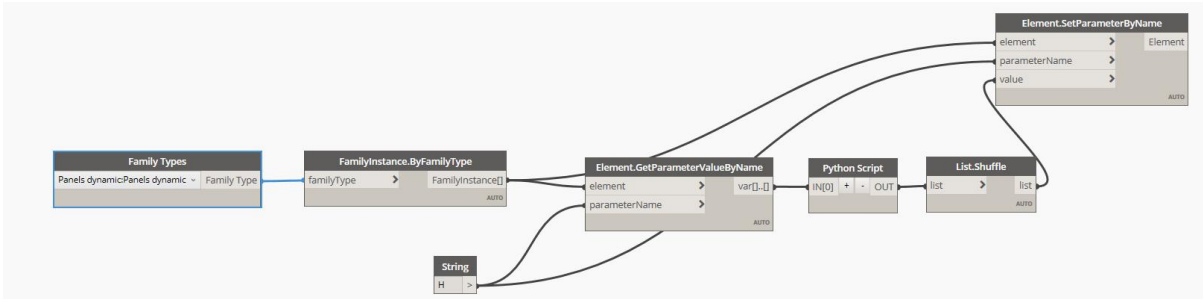 Element.SetParameterByName
element > Element
parameterName >
value >
AUTO
Family Types
Panels dynamic:Panels dynamic Family Type
FamilyInstance.ByFamilyType
familyType > FamilyInstance[]
AUTO
Element.GetParameterValueByName
element > var[]..[]
parameterName >
AUTO
Python Script
IN[0] + - OUT
List.Shuffle
list > list
AUTO
String
H >